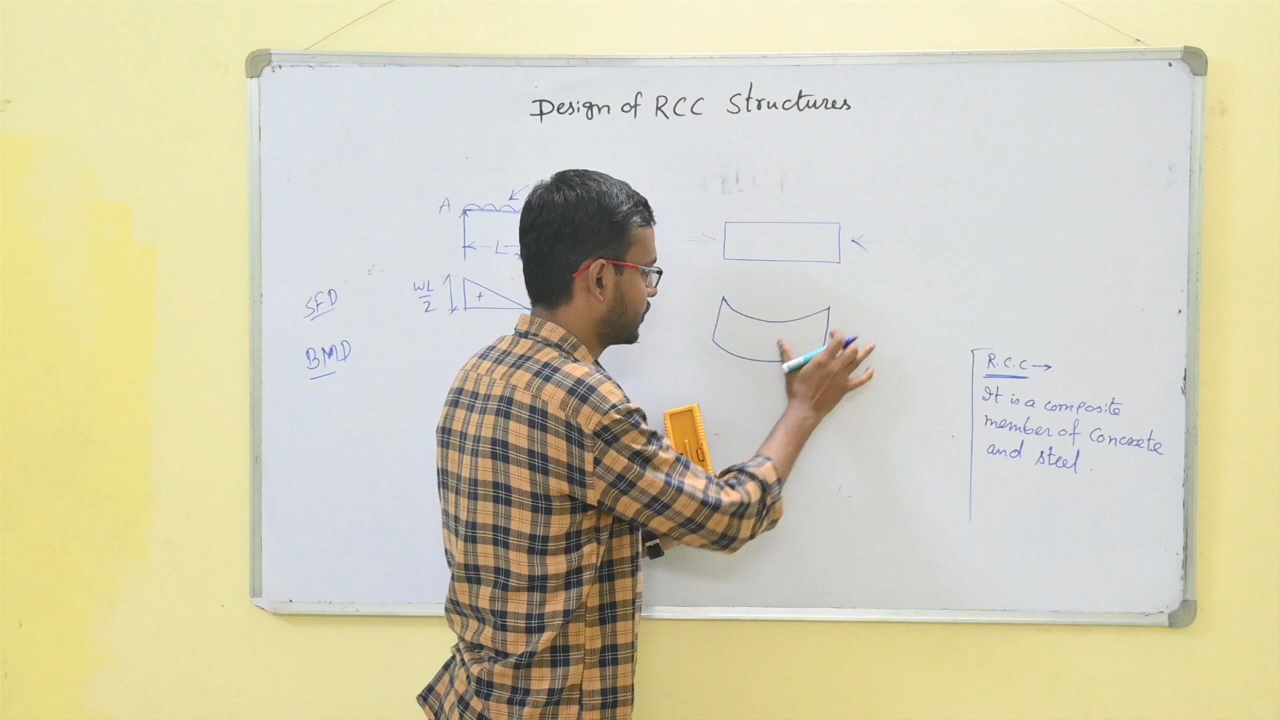 Design of RCC Structures
A
L
WL
2
+
SFD
BMD
R.C.C →
It is a composite
member of Concrete
and steel.